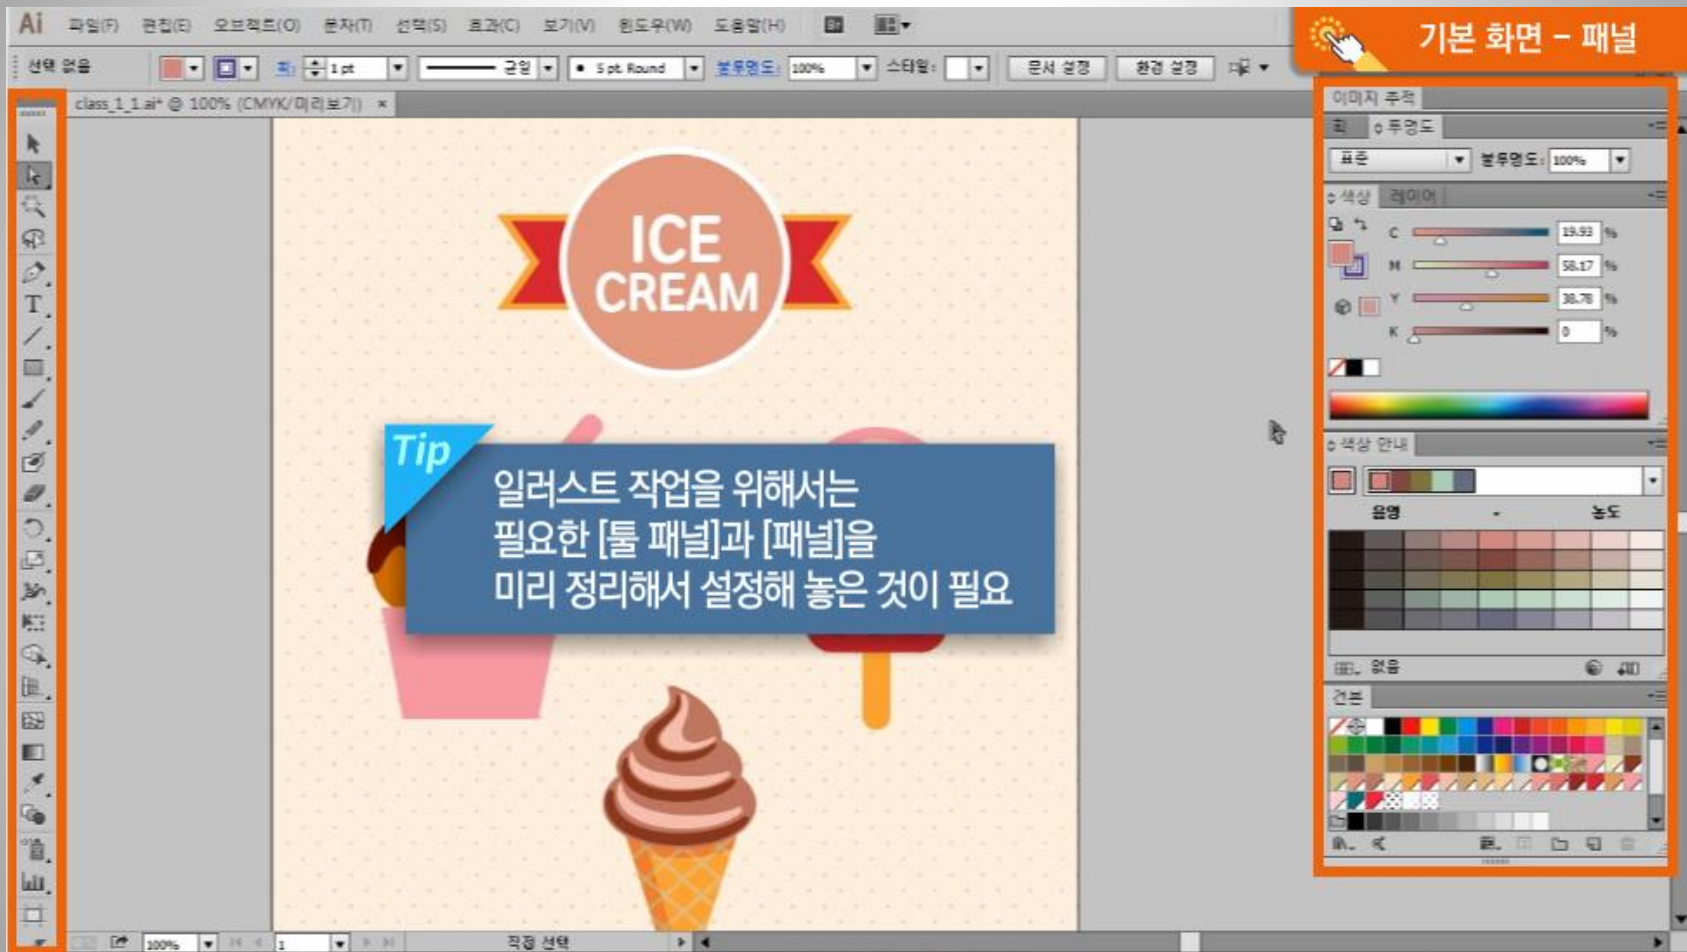 Ai 파일(F) 편집(E) 오브젝트(O) 문자(T) 선택(S) 효과(C) 보기(V) 윈도우(W) 도움말(H) Br
기본 화면 – 패널
선택 없음 획: 1 pt 균일 5 pt. Round 불투명도: 100% 스타일: 문서 설정 환경 설정
class_1_1.ai* @ 100% (CMYK/미리보기) ×
이미지 추적
획 투명도
표준 불투명도: 100%
색상 레이어
C 19.93 %
M 58.17 %
Y 38.78 %
K 0 %
ICE
CREAM
Tip
일러스트 작업을 위해서는
필요한 [툴 패널]과 [패널]을
미리 정리해서 설정해 놓은 것이 필요
색상 안내
음영 농도
없음
견본
100% 1 직접 선택